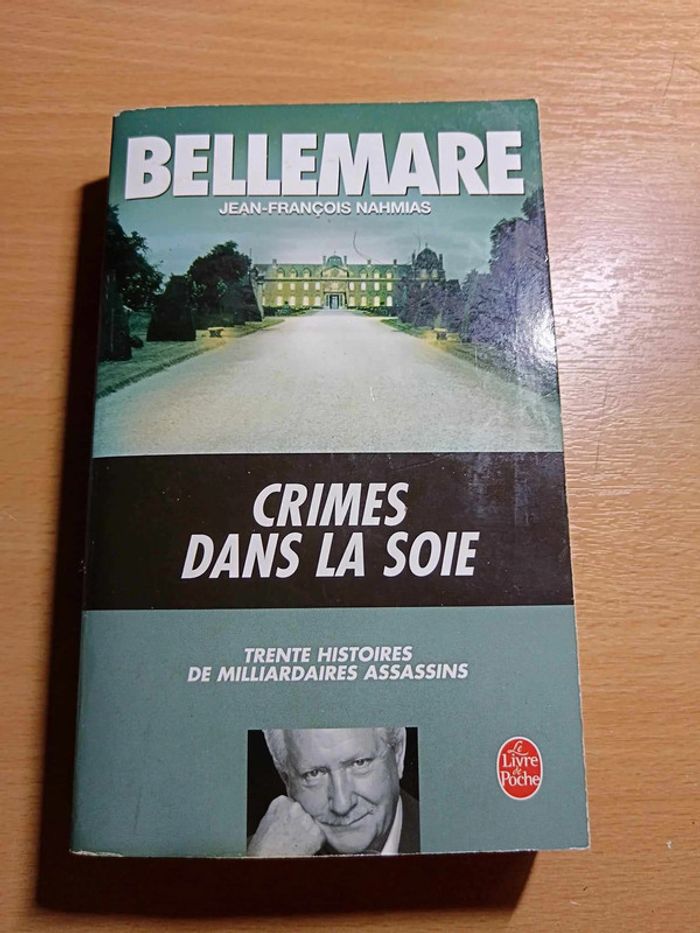 BELLEMARE
JEAN-FRANÇOIS NAHMIAS
CRIMES
DANS LA SOIE
TRENTE HISTOIRES
DE MILLIARDAIRES ASSASSINS
Le
Livre
de
Poche